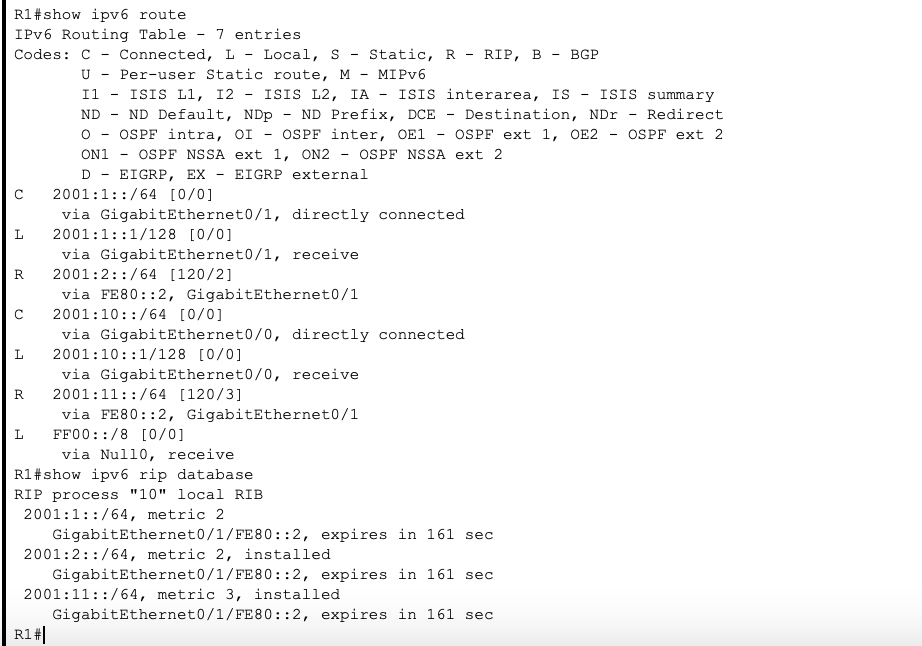 R1#show ipv6 route
IPv6 Routing Table - 7 entries
Codes: C - Connected, L - Local, S - Static, R - RIP, B - BGP
       U - Per-user Static route, M - MIPv6
       I1 - ISIS L1, I2 - ISIS L2, IA - ISIS interarea, IS - ISIS summary
       ND - ND Default, NDp - ND Prefix, DCE - Destination, NDr - Redirect
       O - OSPF intra, OI - OSPF inter, OE1 - OSPF ext 1, OE2 - OSPF ext 2
       ON1 - OSPF NSSA ext 1, ON2 - OSPF NSSA ext 2
       D - EIGRP, EX - EIGRP external
C   2001:1::/64 [0/0]
     via GigabitEthernet0/1, directly connected
L   2001:1::1/128 [0/0]
     via GigabitEthernet0/1, receive
R   2001:2::/64 [120/2]
     via FE80::2, GigabitEthernet0/1
C   2001:10::/64 [0/0]
     via GigabitEthernet0/0, directly connected
L   2001:10::1/128 [0/0]
     via GigabitEthernet0/0, receive
R   2001:11::/64 [120/3]
     via FE80::2, GigabitEthernet0/1
L   FF00::/8 [0/0]
     via Null0, receive
R1#show ipv6 rip database
RIP process "10" local RIB
 2001:1::/64, metric 2
    GigabitEthernet0/1/FE80::2, expires in 161 sec
 2001:2::/64, metric 2, installed
    GigabitEthernet0/1/FE80::2, expires in 161 sec
 2001:11::/64, metric 3, installed
    GigabitEthernet0/1/FE80::2, expires in 161 sec
R1#